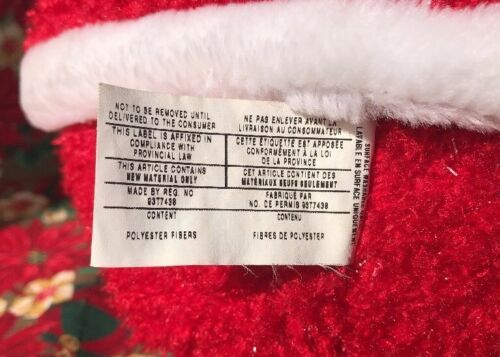 NOT TO BE REMOVED UNTIL
DELIVERED TO THE CONSUMER
THIS LABEL IS AFFIXED IN
COMPLIANCE WITH
PROVINCIAL LAW
THIS ARTICLE CONTAINS
NEW MATERIAL ONLY
MADE BY REG. NO
9377438
CONTENT
POLYESTER FIBERS
NE PAS ENLEVER AVANT LA
LIVRAISON AU CONSOMMATEUR
CETTE ÉTIQUETTE EST APPOSÉE
CONFORMÉMENT À LA LOI
DE LA PROVINCE
CET ARTICLE CONTIENT DES
MATÉRIAUX NEUFS SEULEMENT
FABRIQUÉ PAR
NO. DE PERMIS 9377438
CONTENU
FIBRES DE POLYESTER
SURFACE
LAVABLE EN SURFACE UNIQUEMENT